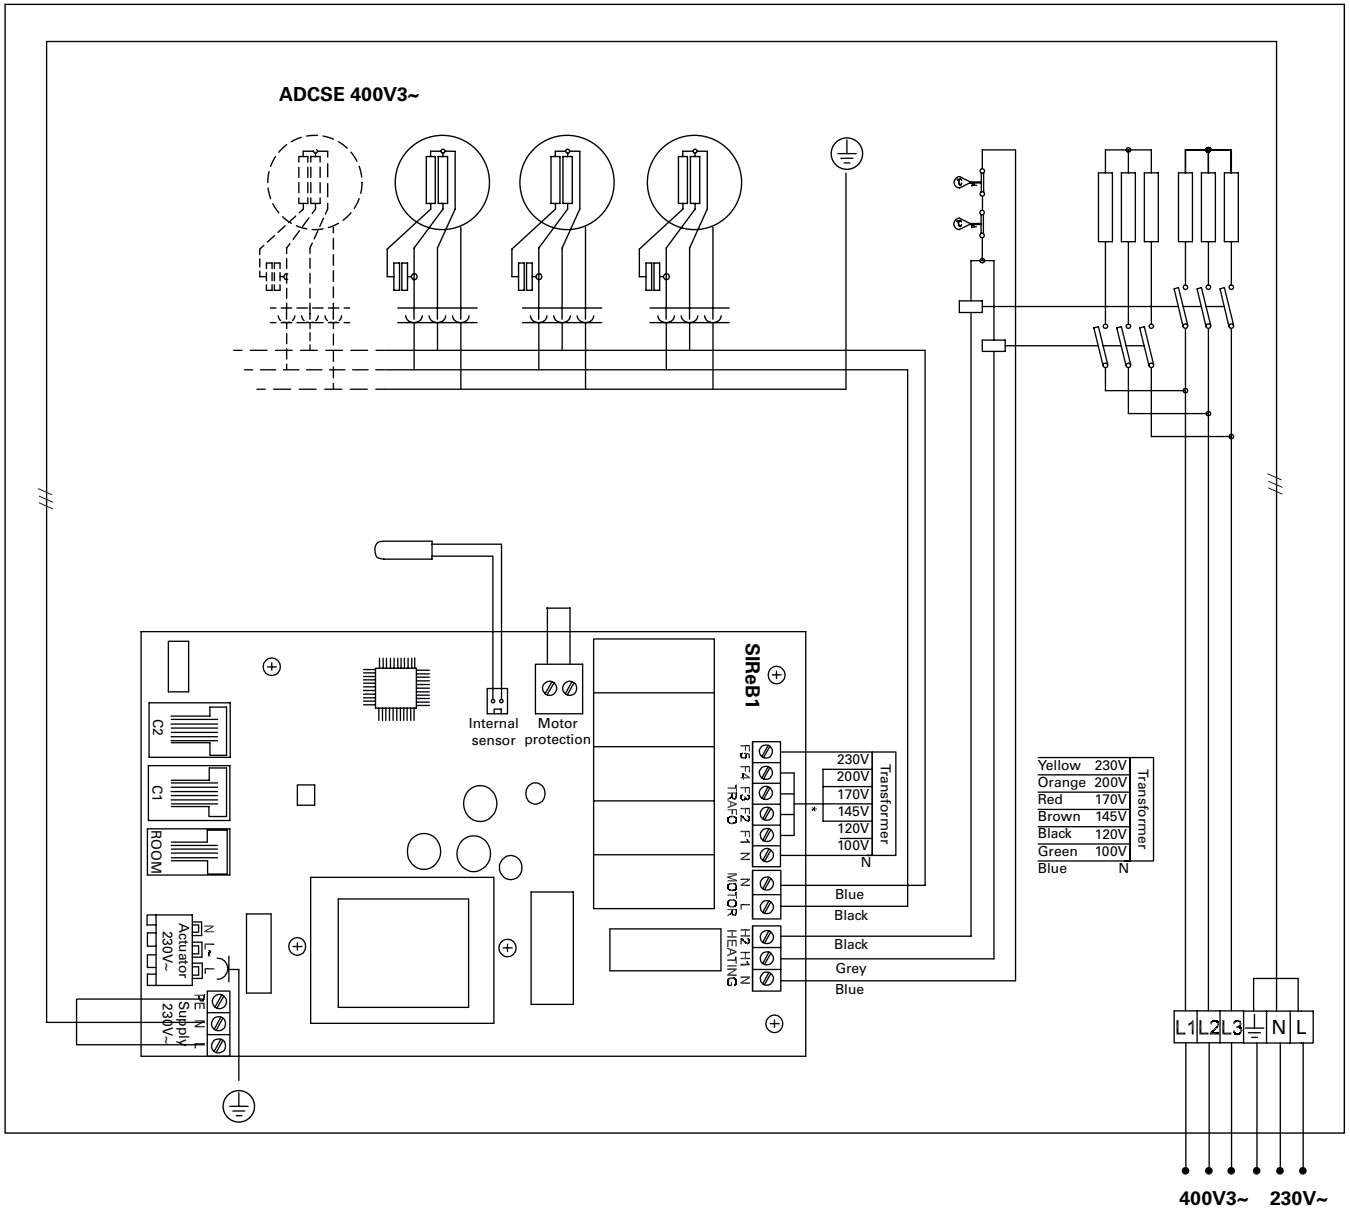 ADCSE 400V3~
SIReB1
Internal
sensor
Motor
protection
C2
C1
ROOM
F5
F4
F3
F2
F1
N
TRAFO
230V
200V
170V
145V
120V
100V
N
Transformer
*
Yellow 230V
Orange 200V
Red 170V
Brown 145V
Black 120V
Green 100V
Blue N
Transformer
N
L
MOTOR
Blue
Black
H2
H1
N
HEATING
Black
Grey
Blue
N
L~
L
Actuator
230V~
PE
N
L
Supply
230V~
L1 L2 L3 N L
400V3~ 230V~